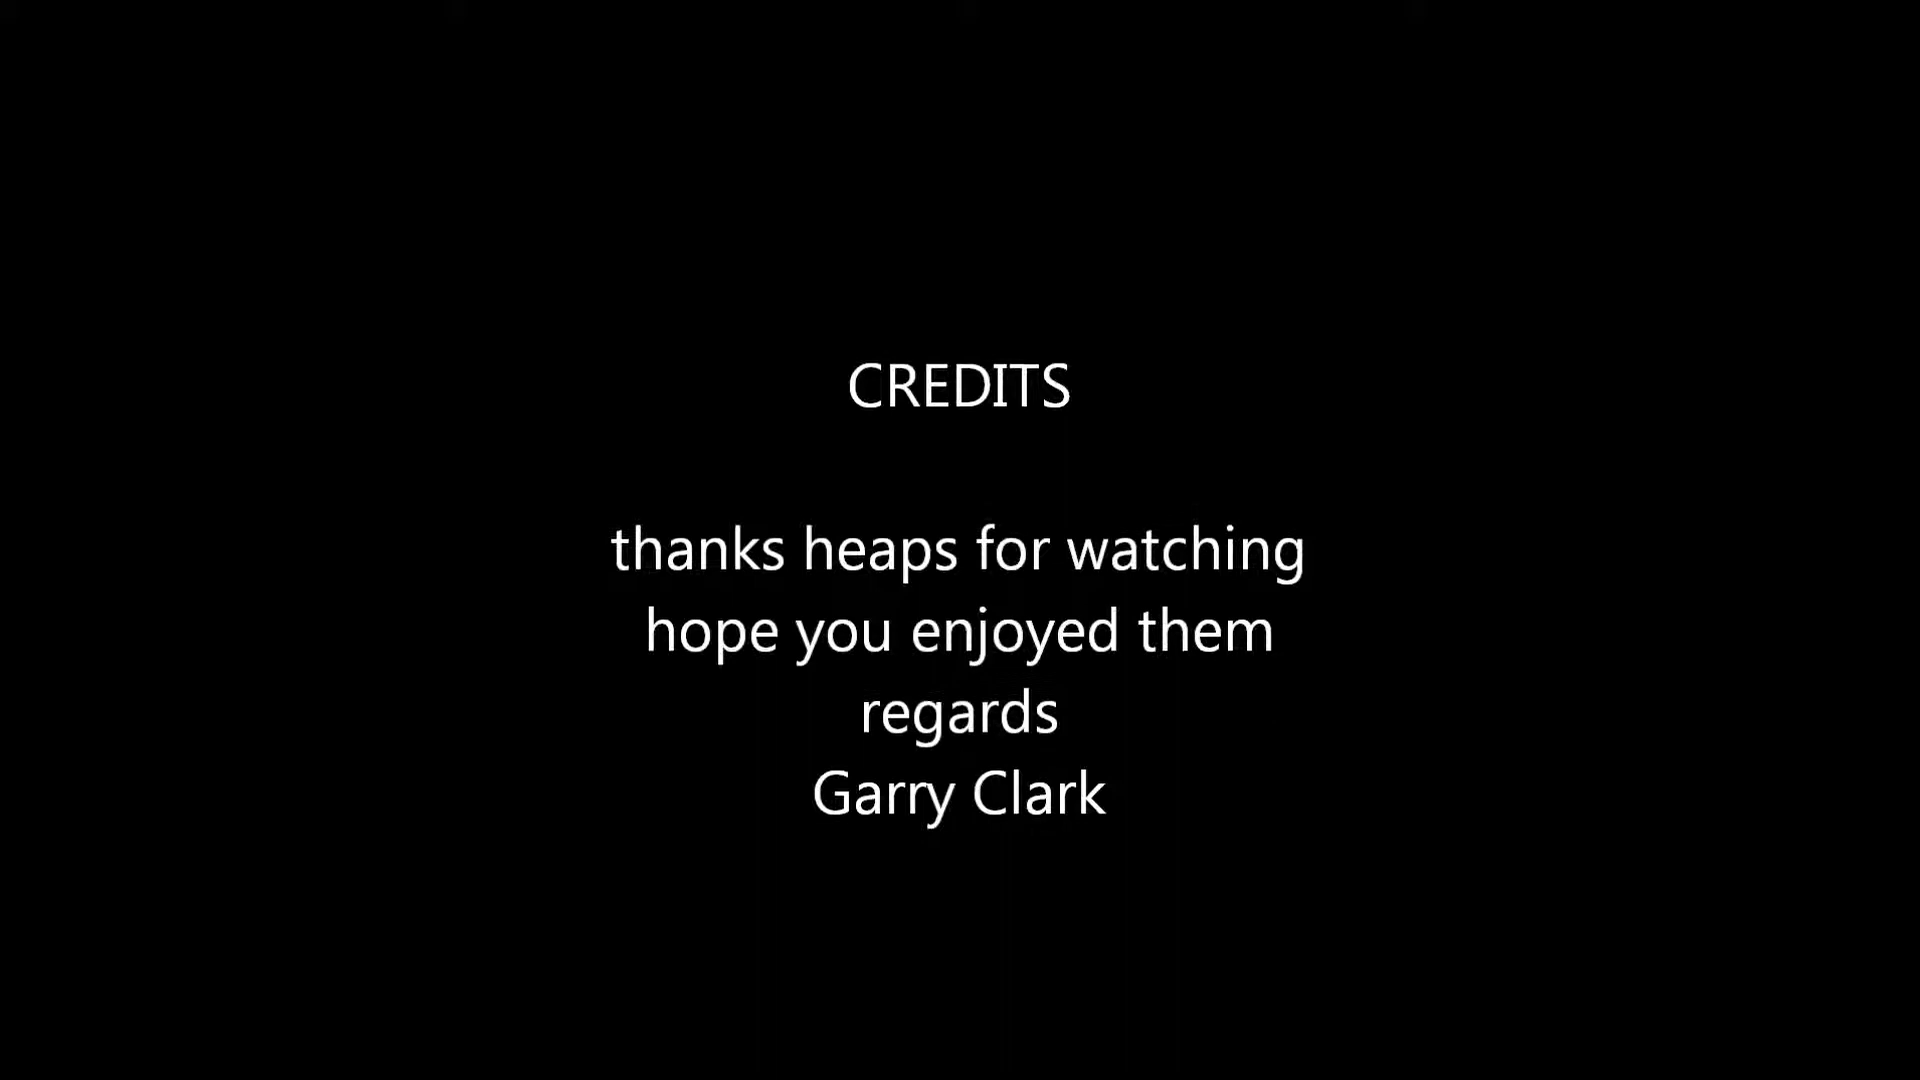 CREDITS
thanks heaps for watching
hope you enjoyed them
regards
Garry Clark